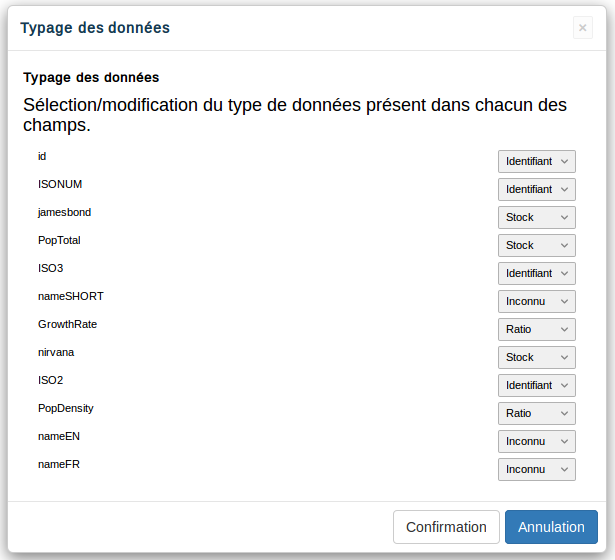 Typage des données
×
Typage des données
Sélection/modification du type de données présent dans chacun des
champs.
id Identifiant
ISONUM Identifiant
jamesbond Stock
PopTotal Stock
ISO3 Identifiant
nameSHORT Inconnu
GrowthRate Ratio
nirvana Stock
ISO2 Identifiant
PopDensity Ratio
nameEN Inconnu
nameFR Inconnu
Confirmation Annulation